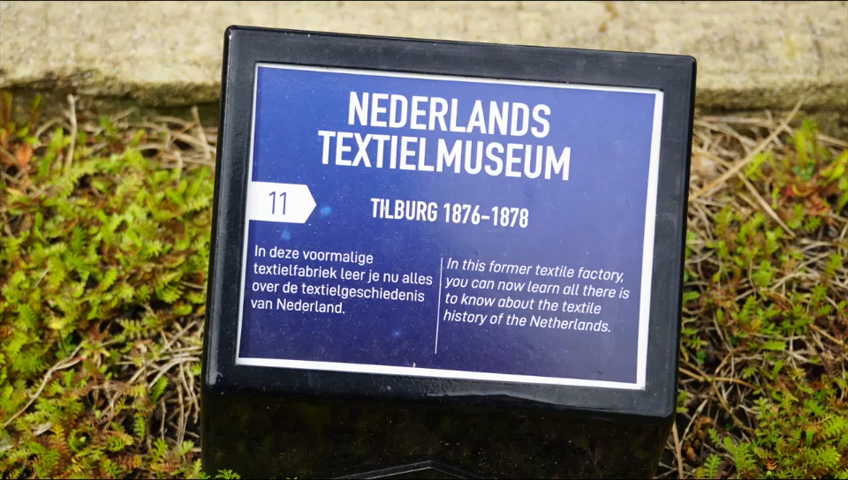 NEDERLANDS
TEXTIELMUSEUM
11
TILBURG 1876-1878
In deze voormalige
textielfabriek leer je nu alles
over de textielgeschiedenis
van Nederland.
In this former textile factory,
you can now learn all there is
to know about the textile
history of the Netherlands.